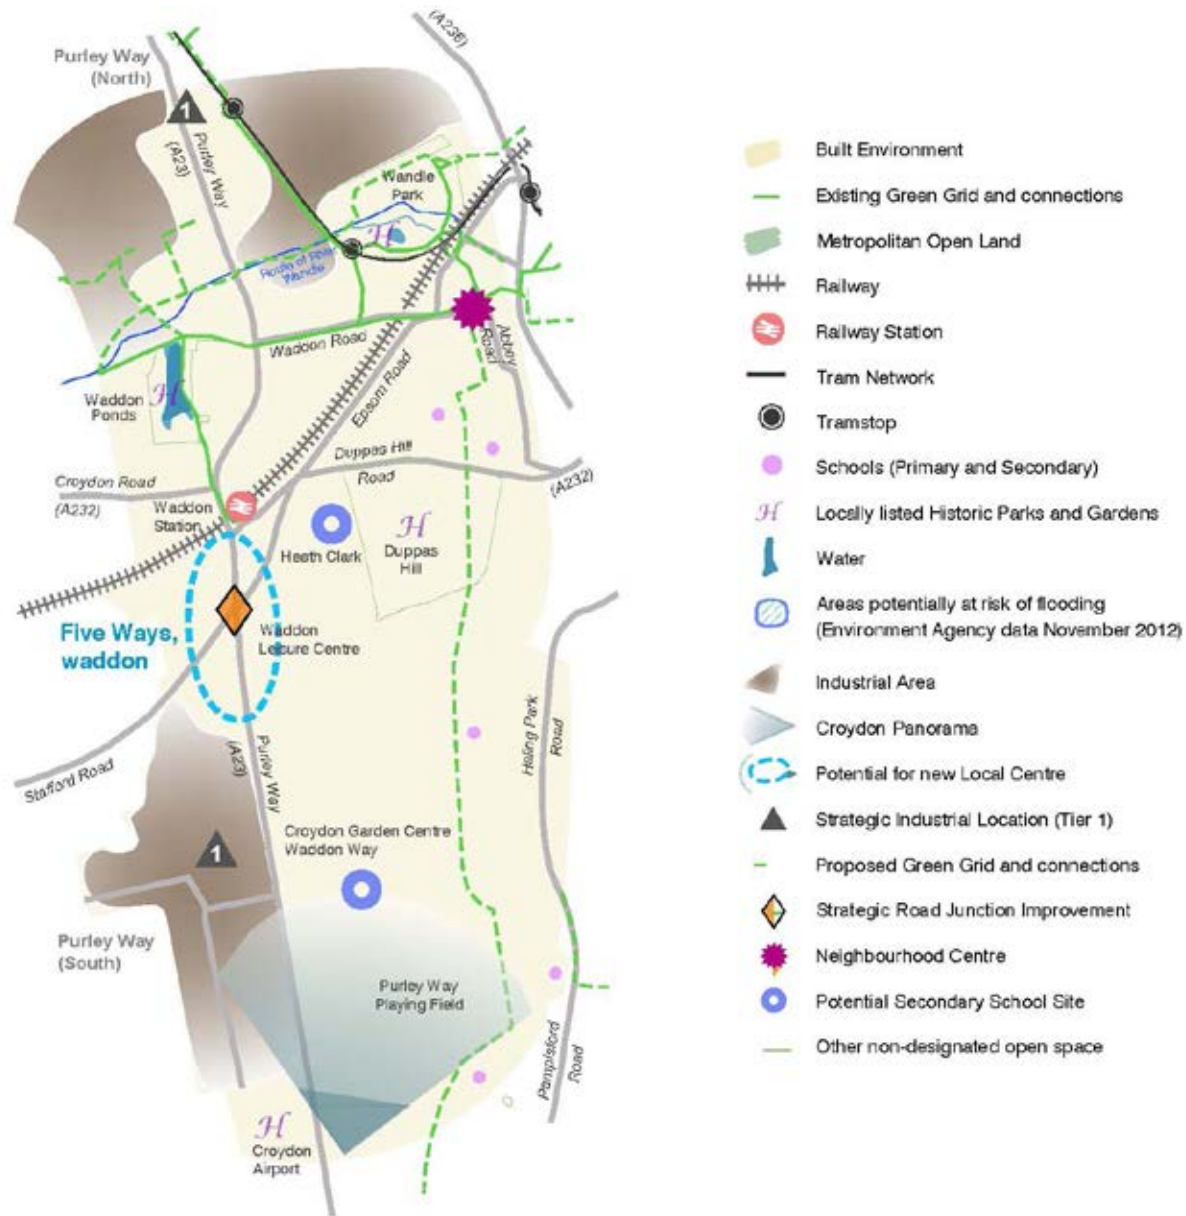 (A236)
Purley Way
(North)
1
Purley Way
(A23)
Wandle
Park
H
Route of River
Wandle
Waddon Road
Abbey
Road
Epsom Road
H
Waddon
Ponds
Duppas Hill
Road
Croydon Road
(A232)
(A232)
Waddon
Station
Heath Clark
H
Duppas
Hill
Five Ways,
waddon
Waddon
Leisure Centre
Haling Park
Road
Stafford Road
(A23)
Purley Way
1
Croydon Garden Centre
Waddon Way
Purley Way
(South)
Purley Way
Playing Field
Pampisford
Road
H
Croydon
Airport
Built Environment
Existing Green Grid and connections
Metropolitan Open Land
Railway
Railway Station
Tram Network
Tramstop
Schools (Primary and Secondary)
H Locally listed Historic Parks and Gardens
Water
Areas potentially at risk of flooding
(Environment Agency data November 2012)
Industrial Area
Croydon Panorama
Potential for new Local Centre
Strategic Industrial Location (Tier 1)
Proposed Green Grid and connections
Strategic Road Junction Improvement
Neighbourhood Centre
Potential Secondary School Site
Other non-designated open space